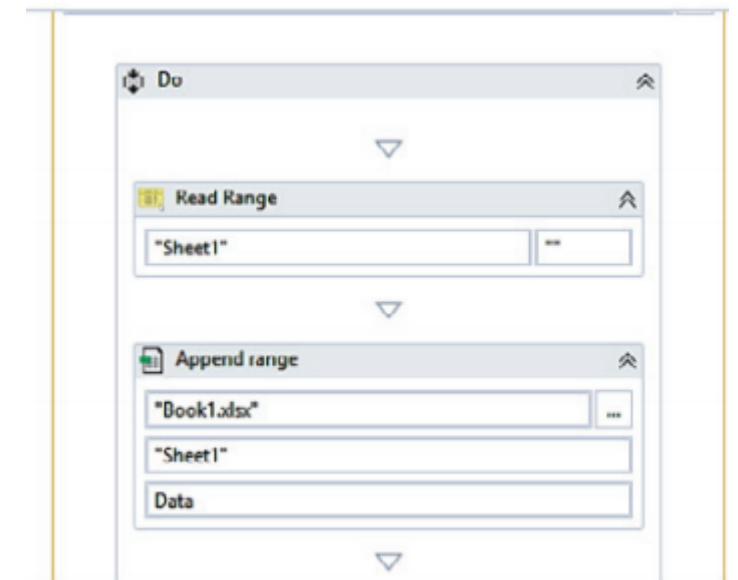 Do
Read Range
"Sheet1" ""
Append range
"Book1.xlsx" ...
"Sheet1"
Data